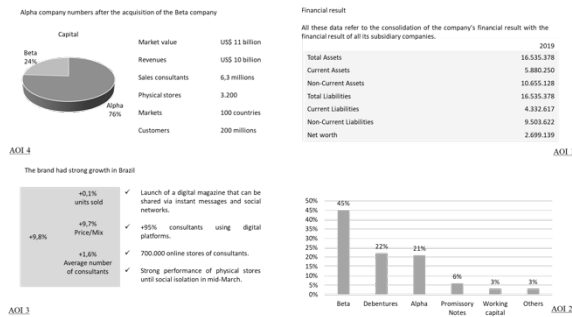 Alpha company numbers after the acquisition of the Beta company
Capital
Beta
24%
Alpha
76%
Market value US$ 11 billion
Revenues US$ 10 billion
Sales consultants 6,3 millions
Physical stores 3.200
Markets 100 countries
Customers 200 millions
AOI 4
Financial result
All these data refer to the consolidation of the company's financial result with the
financial result of all its subsidiary companies.
2019
Total Assets 16.535.378
Current Assets 5.880.250
Non-Current Assets 10.655.128
Total Liabilities 16.535.378
Current Liabilities 4.332.617
Non-Current Liabilities 9.503.622
Net worth 2.699.139
AOI
The brand had strong growth in Brazil
+9,8%
+0,1%
units sold
+9,7%
Price/Mix
+1,6%
Average number
of consultants
✓ Launch of a digital magazine that can be
shared via instant messages and social
networks.
✓ +95% consultants using digital
platforms.
✓ 700.000 online stores of consultants.
✓ Strong performance of physical stores
until social isolation in mid-March.
AOI 3
50%
45%
40%
35%
30%
25%
20%
15%
10%
5%
0%
45%
22%
21%
6%
3%
3%
Beta Debentures Alpha Promissory Working Others
Notes capital
AOI 2